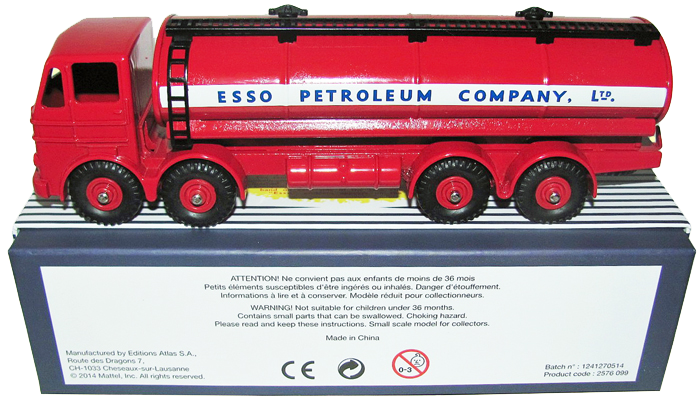 ESSO PETROLEUM COMPANY, LTD.
ATTENTION! Ne convient pas aux enfants de moins de 36 mois
Petits éléments susceptibles d'être ingérés ou inhalés. Danger d'étouffement.
Informations à lire et à conserver. Modèle réduit pour collectionneurs.
WARNING! Not suitable for children under 36 months.
Contains small parts that can be swallowed. Choking hazard.
Please read and keep these instructions. Small scale model for collectors.
Made in China
Manufactured by Editions Atlas S.A.,
Route des Dragons 7,
CH-1033 Cheseaux-sur-Lausanne
© 2014 Mattel, Inc. All rights reserved.
CE
0-3
Batch n° : 1241270514
Product code : 2576 099